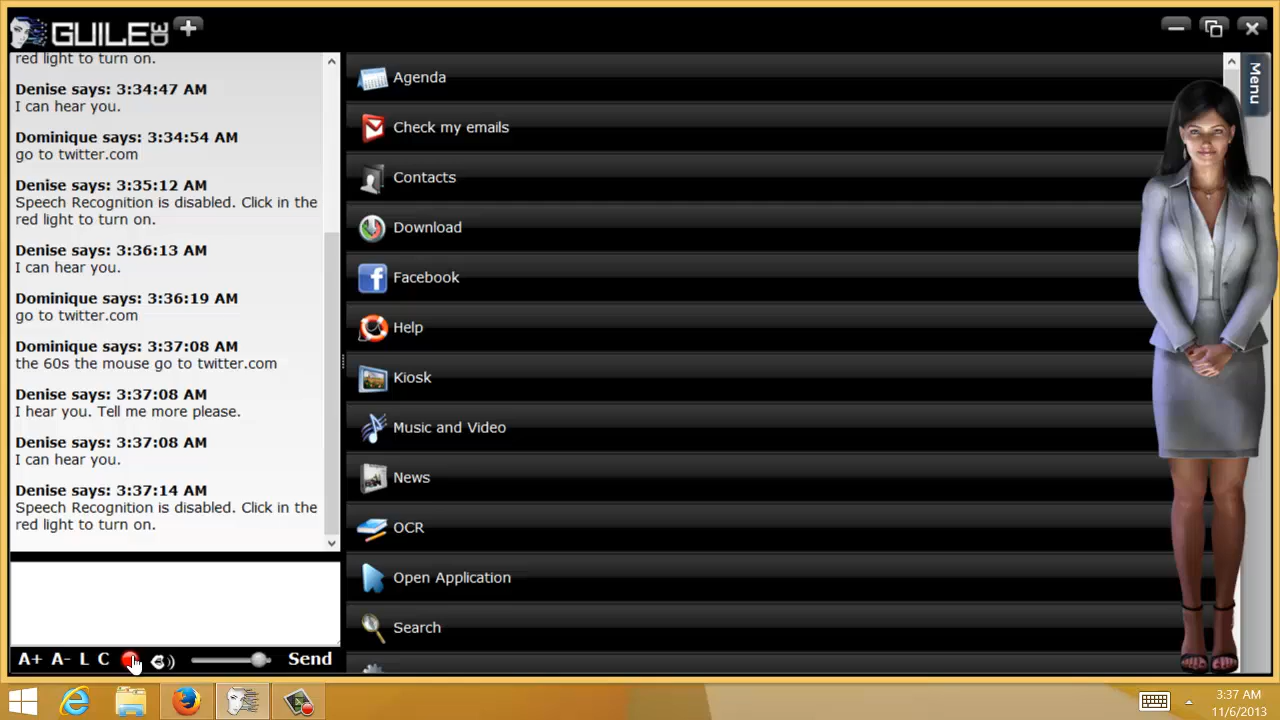 GUILE3D
red light to turn on.
Denise says: 3:34:47 AM
I can hear you.
Dominique says: 3:34:54 AM
go to twitter.com
Denise says: 3:35:12 AM
Speech Recognition is disabled. Click in the
red light to turn on.
Denise says: 3:36:13 AM
I can hear you.
Dominique says: 3:36:19 AM
go to twitter.com
Dominique says: 3:37:08 AM
the 60s the mouse go to twitter.com
Denise says: 3:37:08 AM
I hear you. Tell me more please.
Denise says: 3:37:08 AM
I can hear you.
Denise says: 3:37:14 AM
Speech Recognition is disabled. Click in the
red light to turn on.
A+ A- L C Send
Agenda
Check my emails
Contacts
Download
Facebook
Help
Kiosk
Music and Video
News
OCR
Open Application
Search
Menu
3:37 AM
11/6/2013